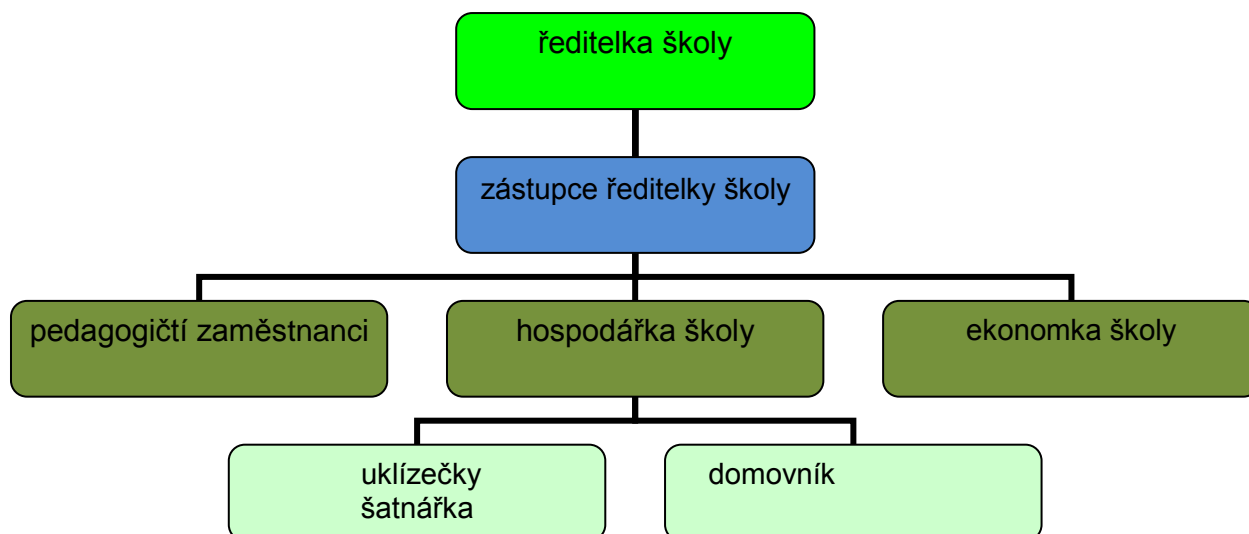 ředitelka školy
zástupce ředitelky školy
pedagogičtí zaměstnanci
hospodářka školy
ekonomka školy
uklízečky
šatnářka
domovník